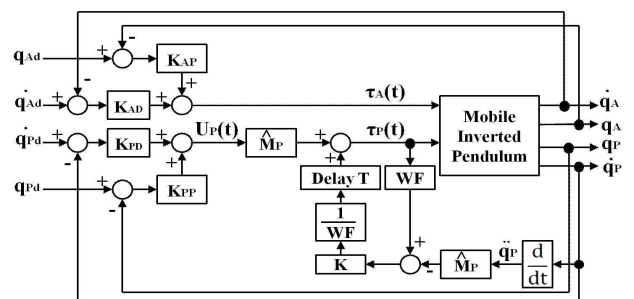 q̇A
qA
qP
q̇P
qAd
+
-
+
KAP
-
+
q̇Ad
+
KAD
+
τA(t)
q̇Pd
+
-
KPD
+
+
UP(t)
M̂P
+
+
τP(t)
Mobile
Inverted
Pendulum
qPd
+
-
KPP
Delay T
WF
1
WF
K
+
-
M̂P
q̈P
d
dt